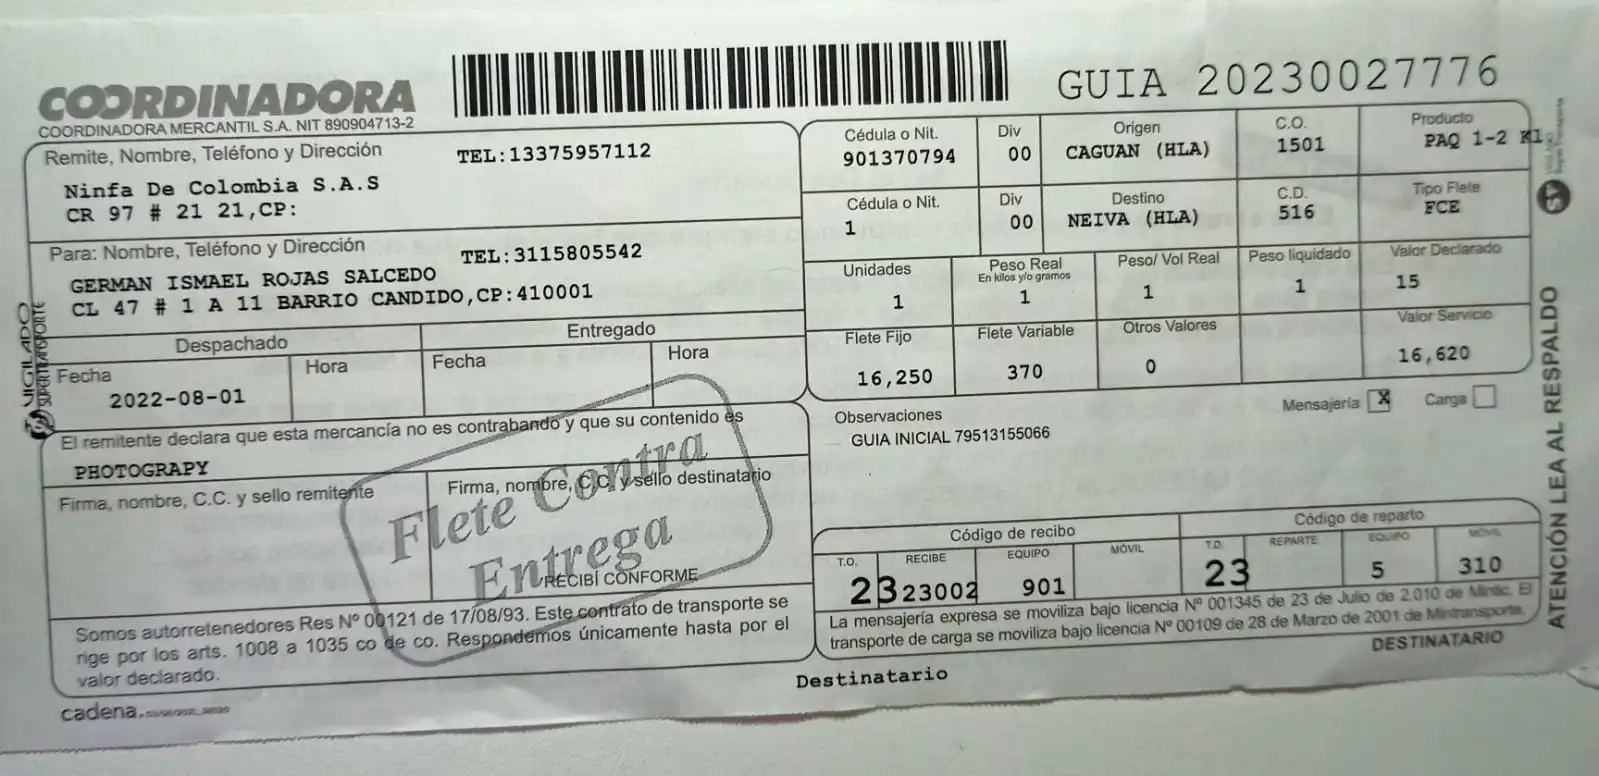 COORDINADORA
COORDINADORA MERCANTIL S.A. NIT 890904713-2
GUIA 20230027776
Remite, Nombre, Teléfono y Dirección TEL:13375957112
Ninfa De Colombia S.A.S
CR 97 # 21 21,CP:
Para: Nombre, Teléfono y Dirección TEL:3115805542
GERMAN ISMAEL ROJAS SALCEDO
CL 47 # 1 A 11 BARRIO CANDIDO,CP:410001
Despachado Entregado
Fecha Hora Fecha Hora
2022-08-01
El remitente declara que esta mercancía no es contrabando y que su contenido es
PHOTOGRAPY
Firma, nombre, C.C. y sello remitente
Firma, nombre, C.C. y sello destinatario
Flete Contra
Entrega
RECIBÍ CONFORME
Somos autorretenedores Res Nº 00121 de 17/08/93. Este contrato de transporte se
rige por los arts. 1008 a 1035 co de co. Respondemos únicamente hasta por el
valor declarado.
cadena.
Cédula o Nit. Div Origen C.O. Producto
901370794 00 CAGUAN (HLA) 1501 PAQ 1-2 K1
Cédula o Nit. Div Destino C.D. Tipo Flete
1 00 NEIVA (HLA) 516 FCE
Unidades Peso Real Peso/ Vol Real Peso liquidado Valor Declarado
En kilos y/o gramos
1 1 1 1 15
Flete Fijo Flete Variable Otros Valores Valor Servicio
16,250 370 0 16,620
Observaciones Mensajería X Carga
GUIA INICIAL 79513155066
Código de recibo Código de reparto
T.O. RECIBE EQUIPO MÓVIL T.D. REPARTE EQUIPO MÓVIL
23 23002 901 23 5 310
La mensajería expresa se moviliza bajo licencia Nº 001345 de 23 de Julio de 2.010 de Mintic. El
transporte de carga se moviliza bajo licencia Nº 00109 de 28 de Marzo de 2001 de Mintransporte.
DESTINATARIO
Destinatario
VIGILADO
SUPERTRANSPORTE
ATENCIÓN LEA AL RESPALDO